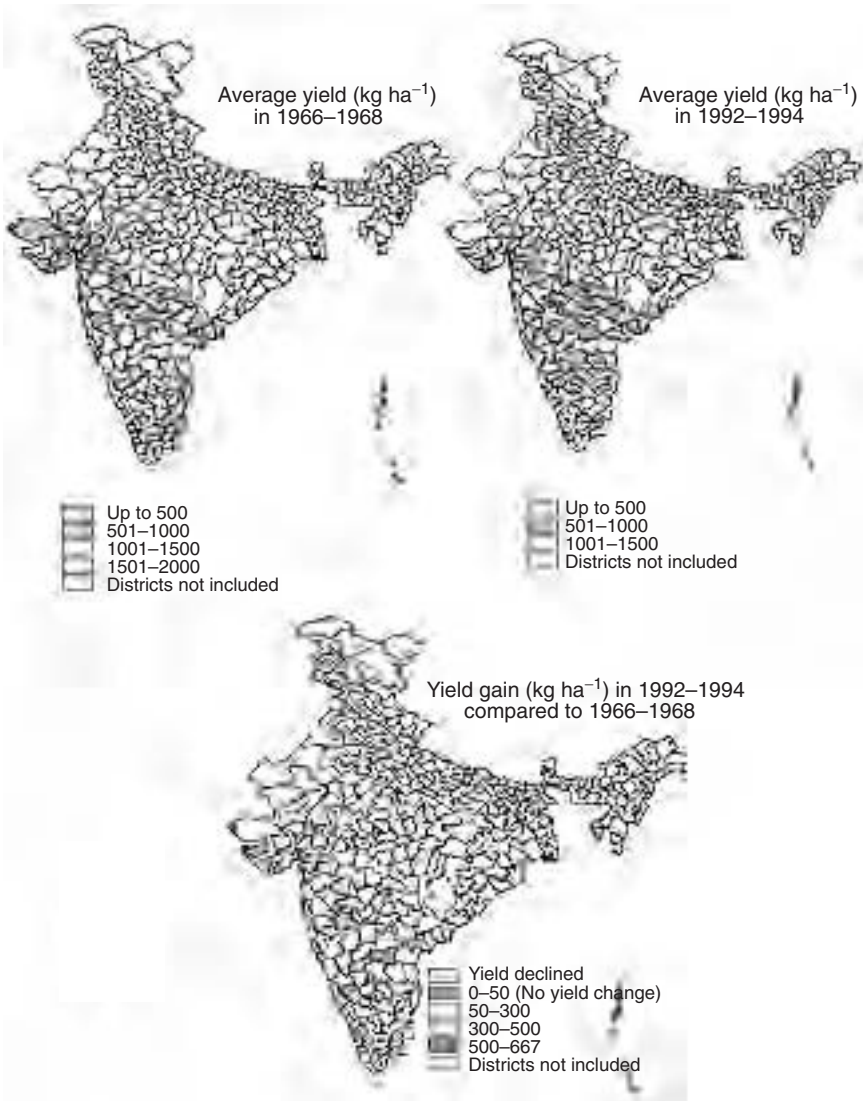 Average yield (kg ha⁻¹)
in 1966–1968
Average yield (kg ha⁻¹)
in 1992–1994
Up to 500
501–1000
1001–1500
1501–2000
Districts not included
Up to 500
501–1000
1001–1500
Districts not included
Yield gain (kg ha⁻¹) in 1992–1994
compared to 1966–1968
Yield declined
0–50 (No yield change)
50–300
300–500
500–667
Districts not included